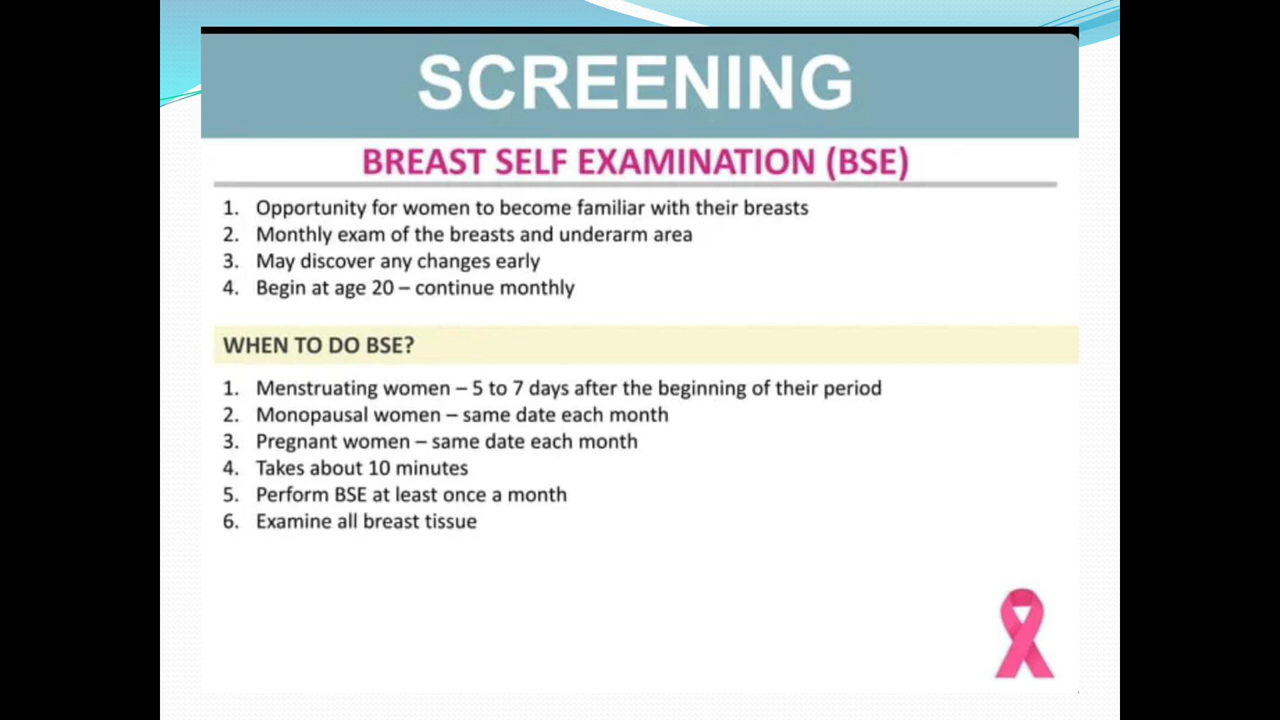 SCREENING
BREAST SELF EXAMINATION (BSE)
1. Opportunity for women to become familiar with their breasts
2. Monthly exam of the breasts and underarm area
3. May discover any changes early
4. Begin at age 20 – continue monthly
WHEN TO DO BSE?
1. Menstruating women – 5 to 7 days after the beginning of their period
2. Monopausal women – same date each month
3. Pregnant women – same date each month
4. Takes about 10 minutes
5. Perform BSE at least once a month
6. Examine all breast tissue